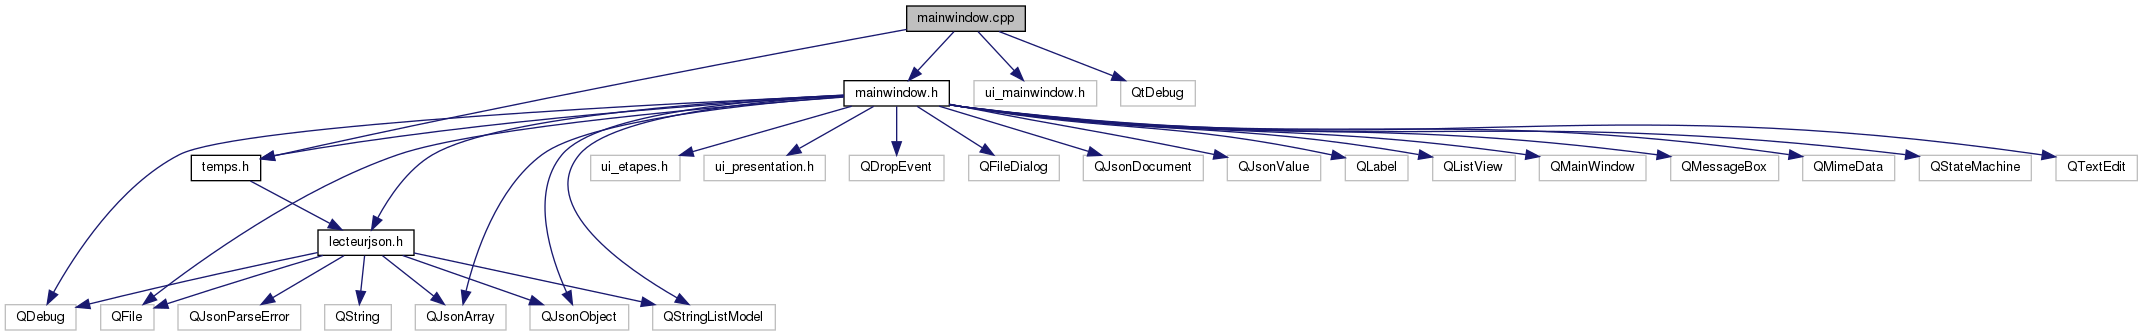 mainwindow.cpp
mainwindow.h
ui_mainwindow.h
QtDebug
temps.h
ui_etapes.h
ui_presentation.h
QDropEvent
QFileDialog
QJsonDocument
QJsonValue
QLabel
QListView
QMainWindow
QMessageBox
QMimeData
QStateMachine
QTextEdit
lecteurjson.h
QDebug
QFile
QJsonParseError
QString
QJsonArray
QJsonObject
QStringListModel